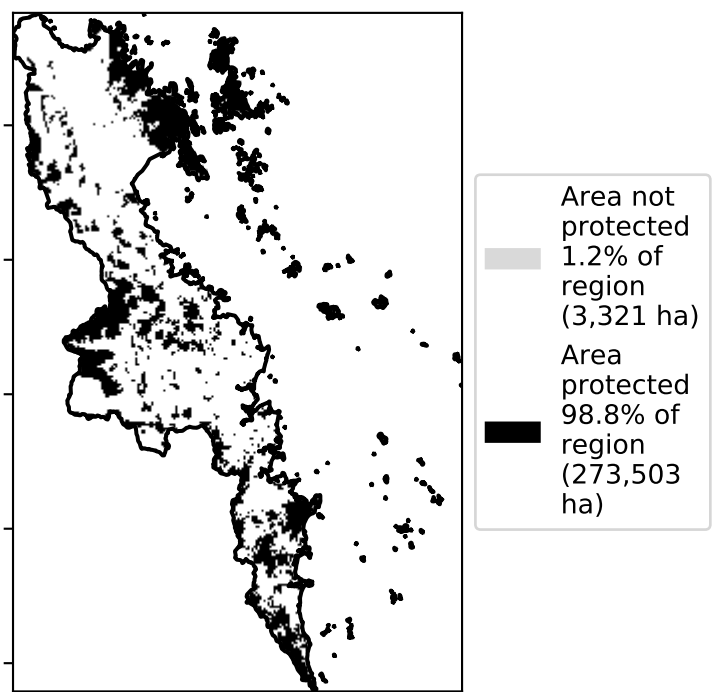 Area not
protected
1.2% of
region
(3,321 ha)
Area
protected
98.8% of
region
(273,503
ha)